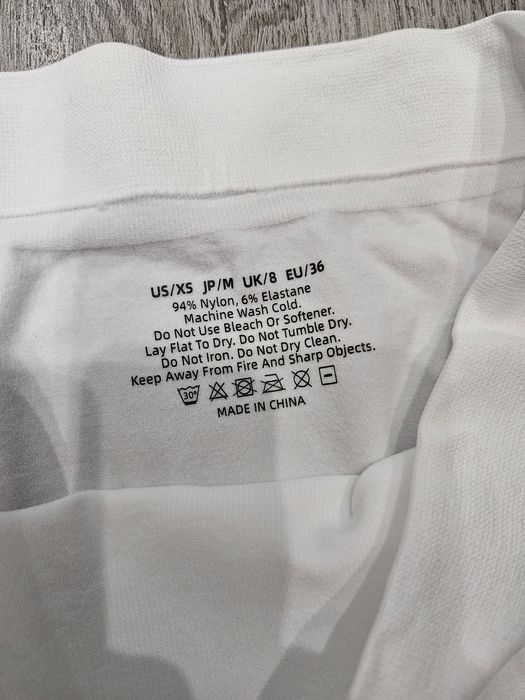 US/XS JP/M UK/8 EU/36
94% Nylon, 6% Elastane
Machine Wash Cold.
Do Not Use Bleach Or Softener.
Lay Flat To Dry. Do Not Tumble Dry.
Do Not Iron. Do Not Dry Clean.
Keep Away From Fire And Sharp Objects.
30°
MADE IN CHINA